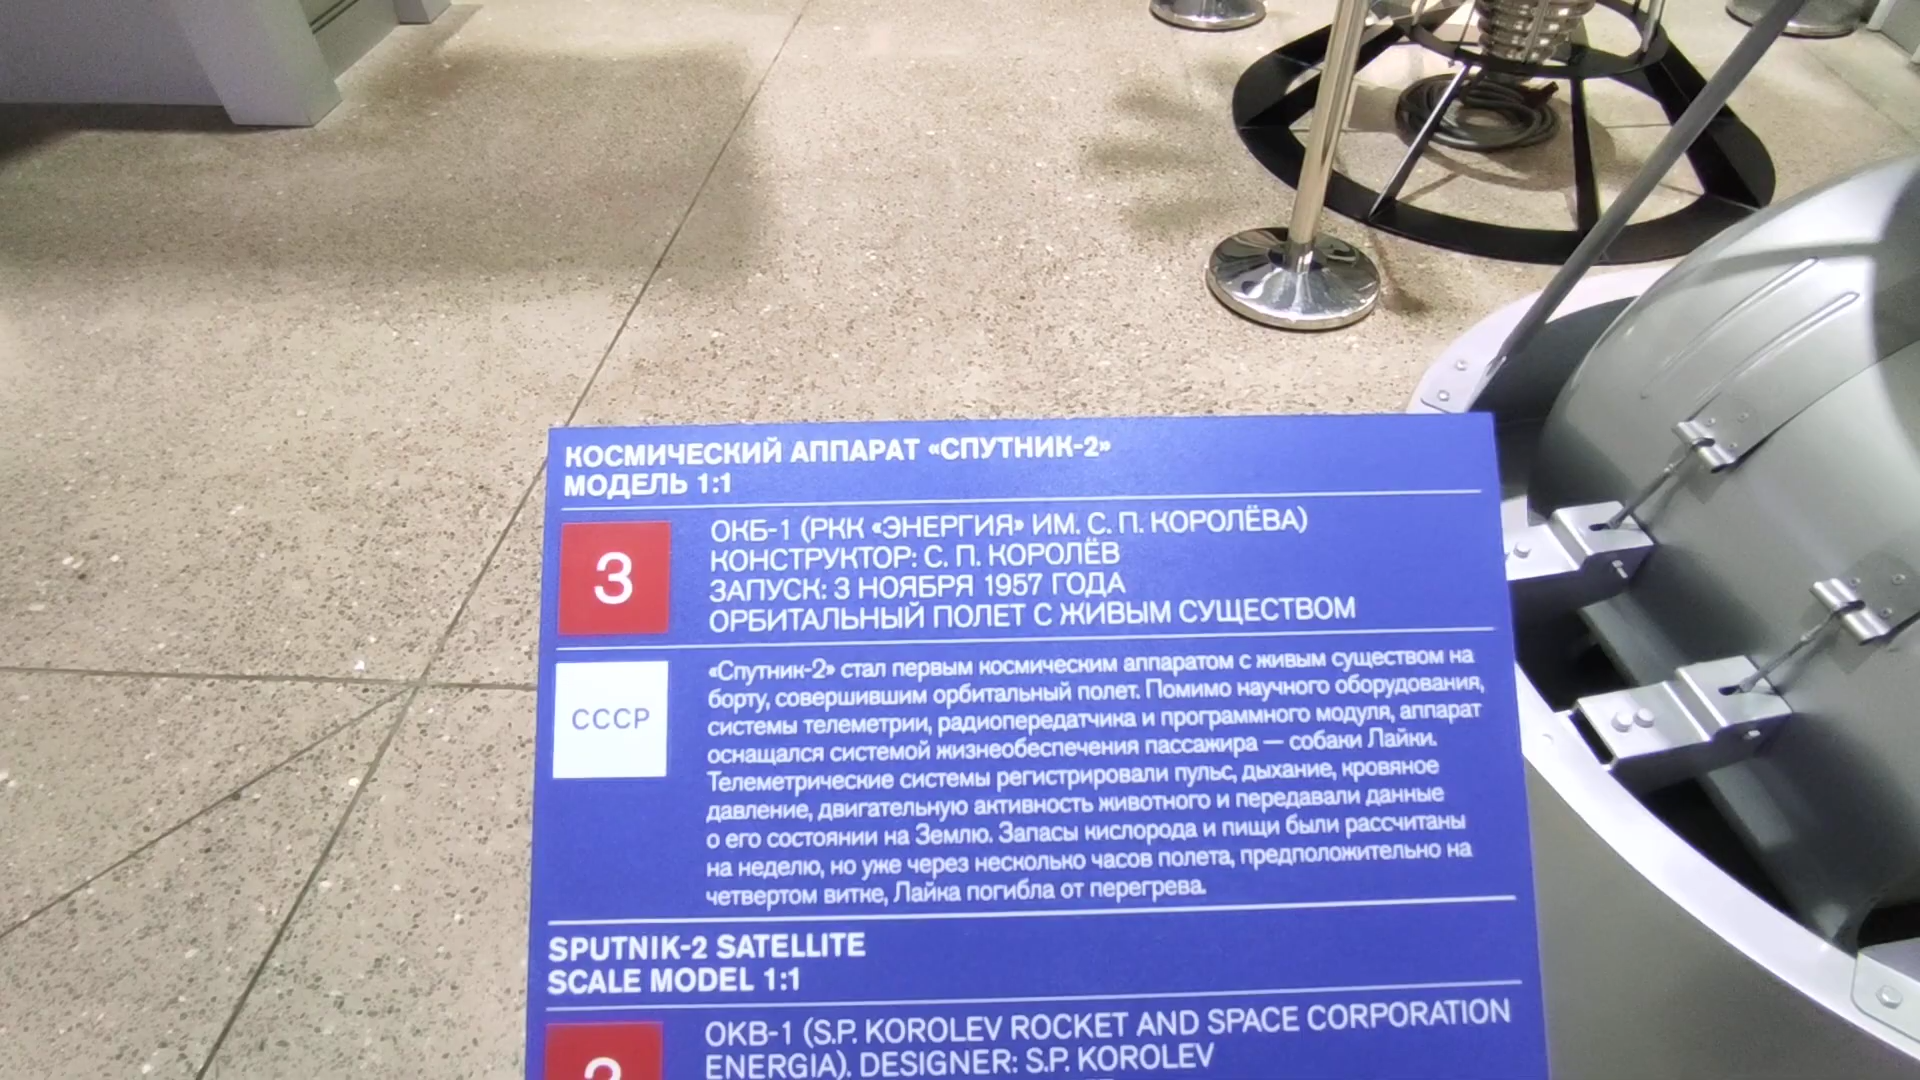 КОСМИЧЕСКИЙ АППАРАТ «СПУТНИК-2»
МОДЕЛЬ 1:1
3
ОКБ-1 (РКК «ЭНЕРГИЯ» ИМ. С. П. КОРОЛЁВА)
КОНСТРУКТОР: С. П. КОРОЛЁВ
ЗАПУСК: 3 НОЯБРЯ 1957 ГОДА
ОРБИТАЛЬНЫЙ ПОЛЕТ С ЖИВЫМ СУЩЕСТВОМ
СССР
«Спутник-2» стал первым космическим аппаратом с живым существом на
борту, совершившим орбитальный полет. Помимо научного оборудования,
системы телеметрии, радиопередатчика и программного модуля, аппарат
оснащался системой жизнеобеспечения пассажира — собаки Лайки.
Телеметрические системы регистрировали пульс, дыхание, кровяное
давление, двигательную активность животного и передавали данные
о его состоянии на Землю. Запасы кислорода и пищи были рассчитаны
на неделю, но уже через несколько часов полета, предположительно на
четвертом витке, Лайка погибла от перегрева.
SPUTNIK-2 SATELLITE
SCALE MODEL 1:1
OKB-1 (S.P. KOROLEV ROCKET AND SPACE CORPORATION
ENERGIA). DESIGNER: S.P. KOROLEV